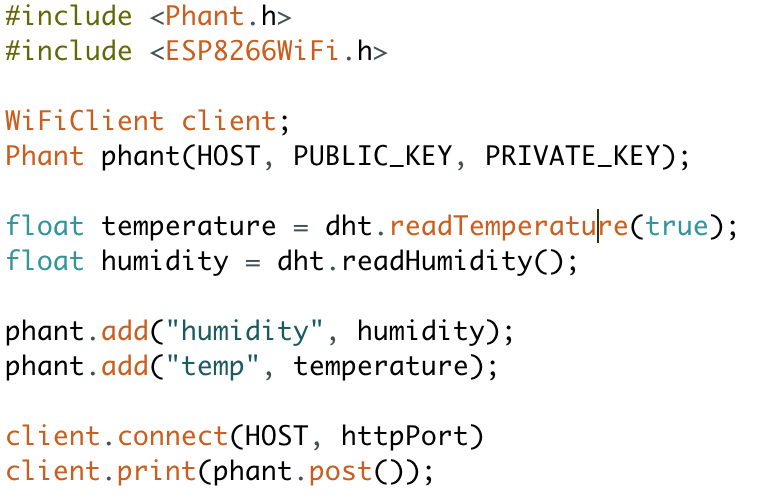 #include <Phant.h>
#include <ESP8266WiFi.h>
WiFiClient client;
Phant phant(HOST, PUBLIC_KEY, PRIVATE_KEY);
float temperature = dht.readTemperature(true);
float humidity = dht.readHumidity();
phant.add("humidity", humidity);
phant.add("temp", temperature);
client.connect(HOST, httpPort)
client.print(phant.post());